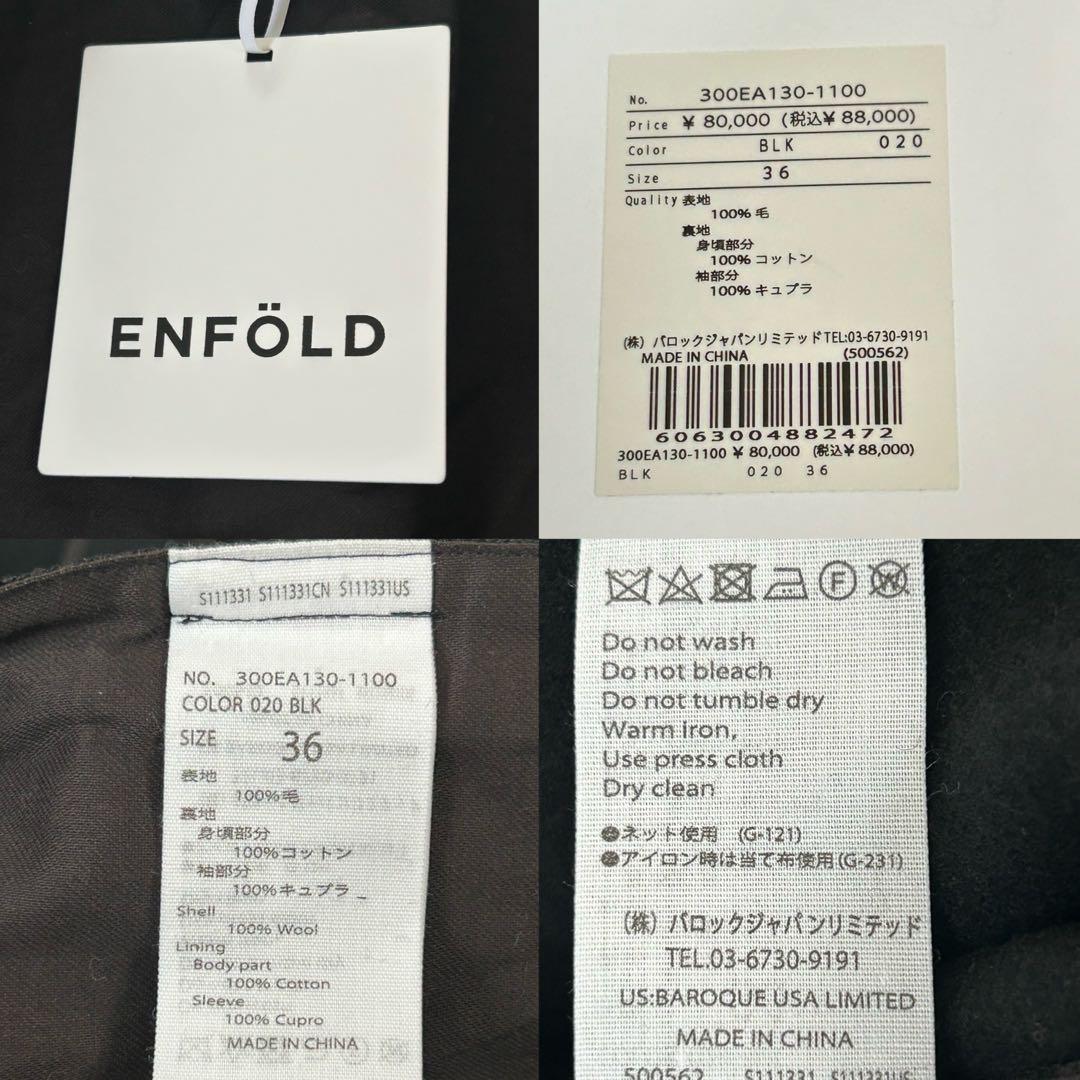 ENFÖLD
No. 300EA130-1100
Price ¥ 80,000 (税込¥ 88,000)
Color BLK 020
Size 36
Quality 表地
100% 毛
裏地
身頃部分
100% コットン
袖部分
100% キュプラ
(株) バロックジャパンリミテッド TEL:03-6730-9191
MADE IN CHINA (500562)
6063004882472
300EA130-1100 ¥ 80,000 (税込¥ 88,000)
BLK 020 36
S111331 S111331CN S111331US
NO. 300EA130-1100
COLOR 020 BLK
SIZE 36
表地
100%毛
裏地
身頃部分
100%コットン
袖部分
100%キュプラ _
Shell
100% Wool
Lining
Body part
100% Cotton
Sleeve
100% Cupro
MADE IN CHINA
F
W
Do not wash
Do not bleach
Do not tumble dry
Warm iron,
Use press cloth
Dry clean
●ネット使用 (G-121)
●アイロン時は当て布使用(G-231)
(株) バロックジャパンリミテッド
TEL.03-6730-9191
US:BAROQUE USA LIMITED
MADE IN CHINA
500562 S111331 S111331US